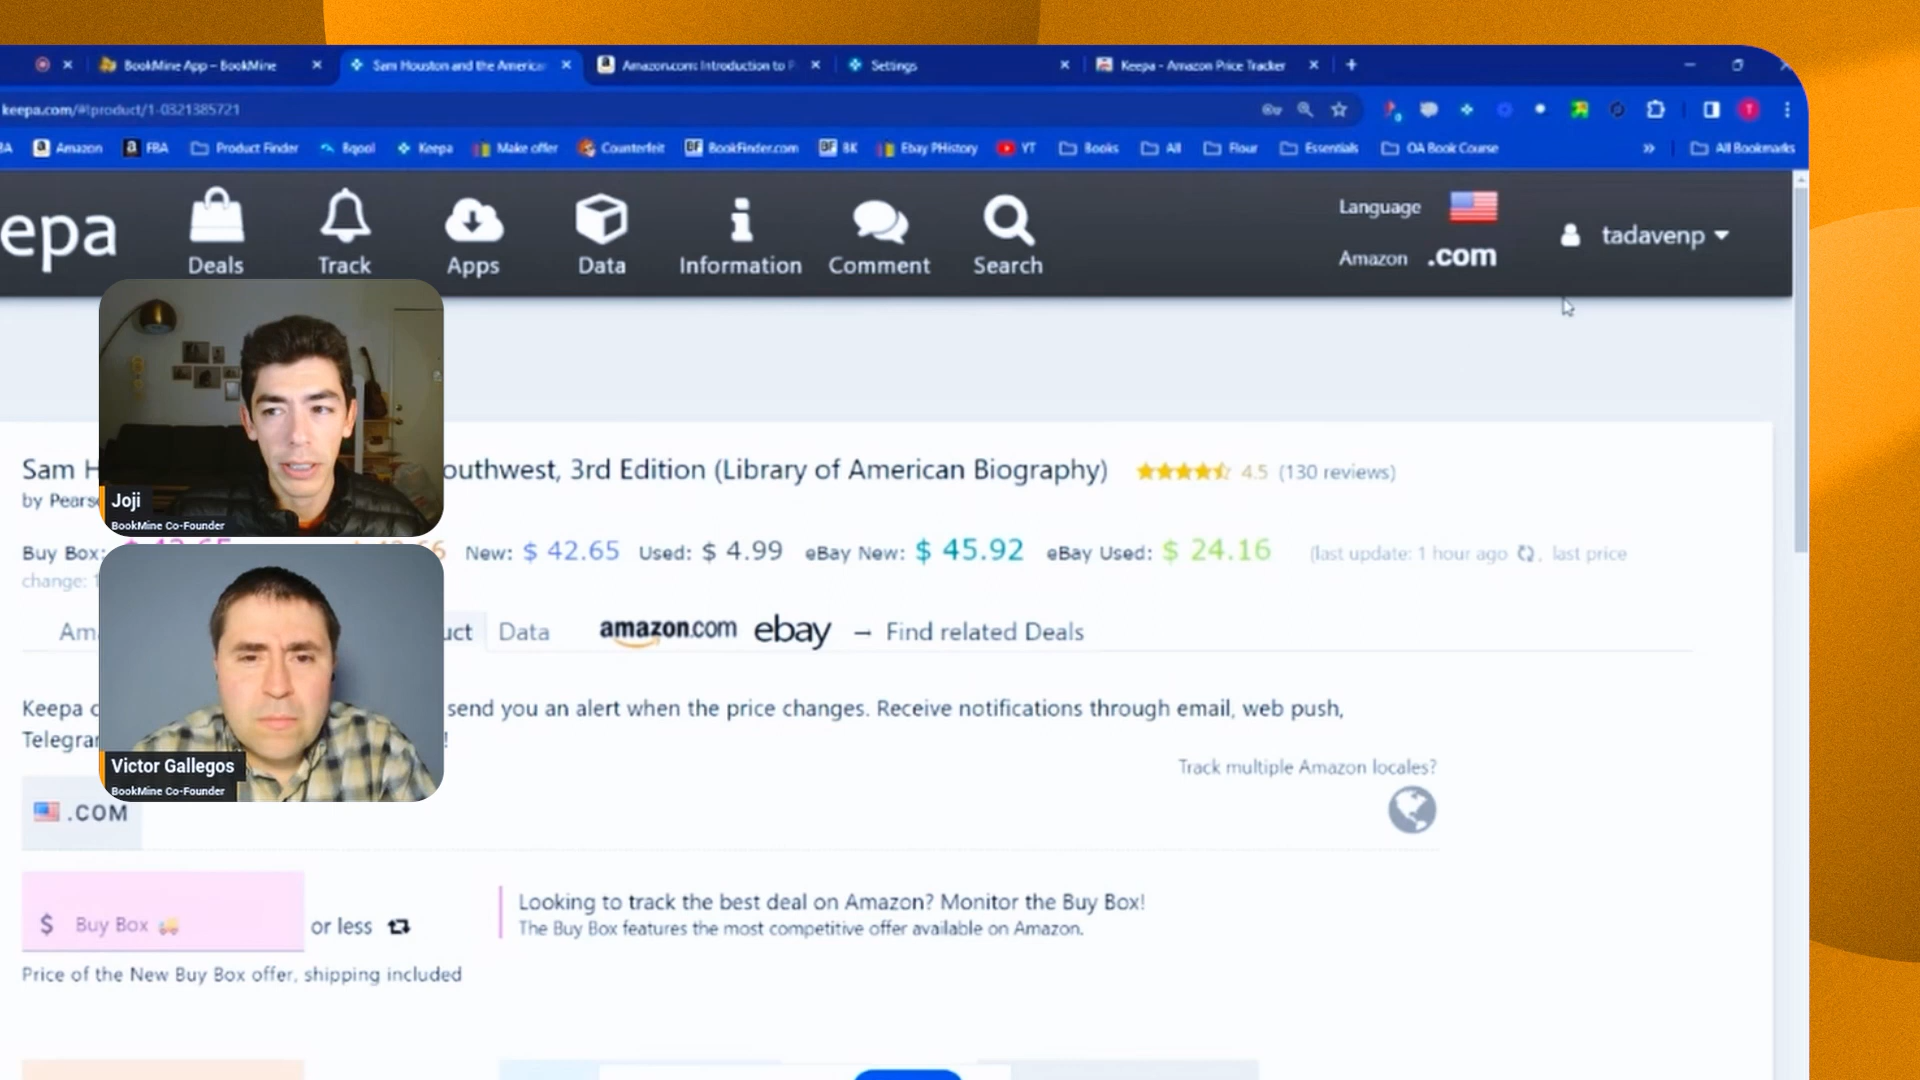 BookMine App – BookMine
Sam Houston and the American
Amazon.com: Introduction to P
Settings
Keepa - Amazon Price Tracker
keepa.com/#!product/1-0321385721
Amazon
FBA
Product Finder
Bqool
Keepa
Make offer
Counterfeit
BF BookFinder.com
BF BK
Ebay PHistory
YT
Books
All
Flour
Essentials
OA Book Course
»
All Bookmarks
epa
Deals
Track
Apps
Data
Information
Comment
Search
Language
Amazon .com
tadavenp
Sam H
outhwest, 3rd Edition (Library of American Biography)
4.5 (130 reviews)
by Pears
Joji
BookMine Co-Founder
Buy Box:
New: $ 42.65 Used: $ 4.99 eBay New: $ 45.92 eBay Used: $ 24.16 (last update: 1 hour ago , last price
change: 1
Am
uct
Data
amazon.com
ebay
→ Find related Deals
Keepa c
send you an alert when the price changes. Receive notifications through email, web push,
Telegra
!
Victor Gallegos
BookMine Co-Founder
Track multiple Amazon locales?
.COM
$ Buy Box
or less
Looking to track the best deal on Amazon? Monitor the Buy Box!
The Buy Box features the most competitive offer available on Amazon.
Price of the New Buy Box offer, shipping included